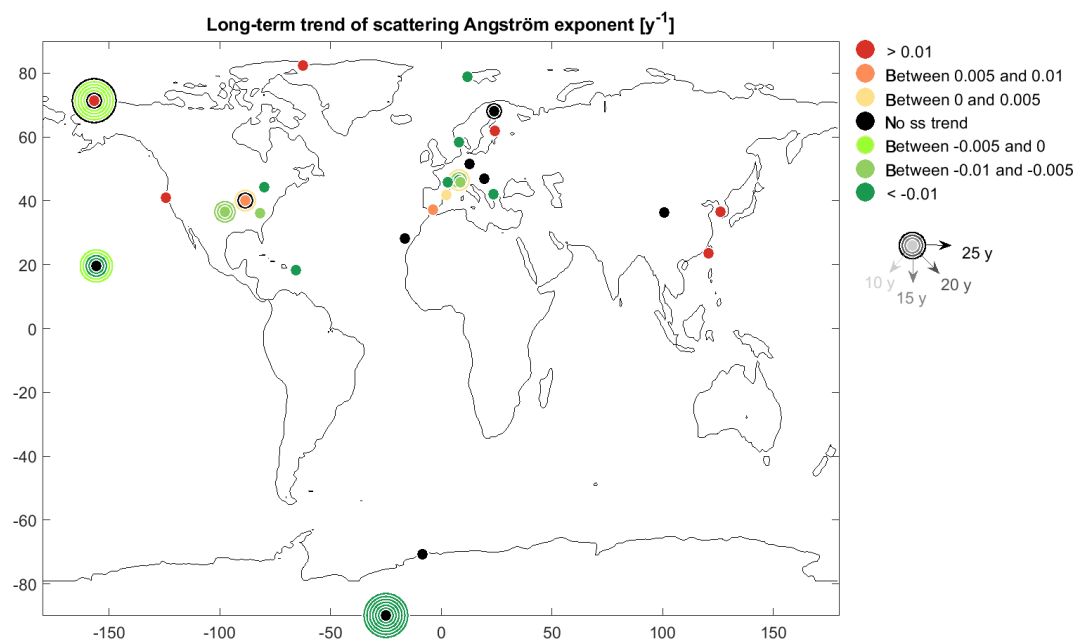 Long-term trend of scattering Angström exponent [y-1]
> 0.01
Between 0.005 and 0.01
Between 0 and 0.005
No ss trend
Between -0.005 and 0
Between -0.01 and -0.005
< -0.01
25 y
10 y
20 y
15 y
80
60
40
20
0
-20
-40
-60
-80
-150
-100
-50
0
50
100
150